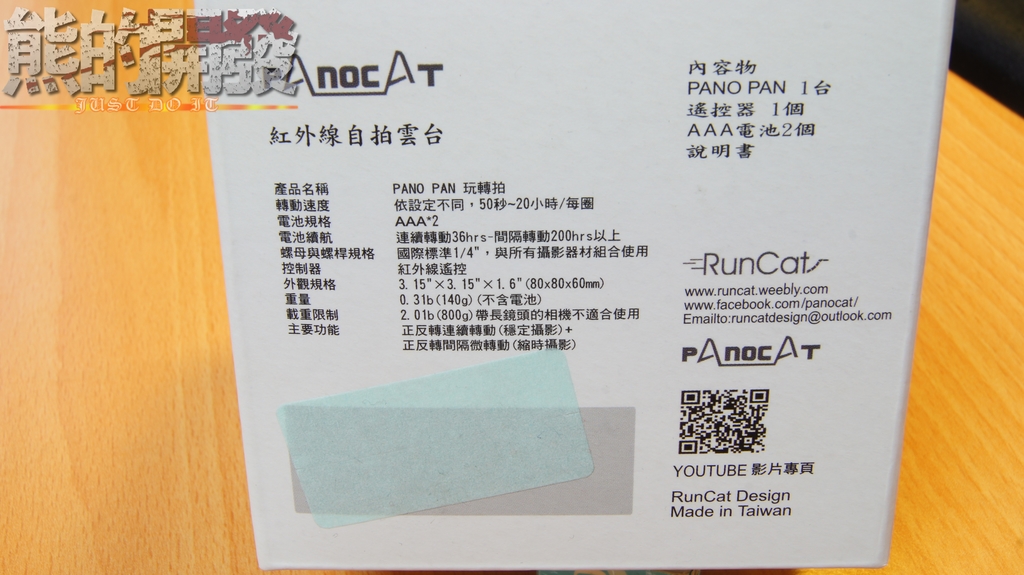 熊的開發
JUST DO IT
PANOCAT
紅外線自拍雲台
產品名稱 PANO PAN 玩轉拍
轉動速度 依設定不同，50秒~20小時/每圈
電池規格 AAA*2
電池續航 連續轉動36hrs-間隔轉動200hrs以上
螺母與螺桿規格 國際標準1/4"，與所有攝影器材組合使用
控制器 紅外線遙控
外觀規格 3.15"×3.15"×1.6"(80x80x60mm)
重量 0.31b(140g)(不含電池)
載重限制 2.01b(800g)帶長鏡頭的相機不適合使用
主要功能 正反轉連續轉動(穩定攝影)+
正反轉間隔微轉動(縮時攝影)
內容物
PANO PAN 1台
遙控器 1個
AAA電池2個
說明書
RunCat
www.runcat.weebly.com
www.facebook.com/panocat/
Emailto:runcatdesign@outlook.com
PANOCAT
YOUTUBE 影片專頁
RunCat Design
Made in Taiwan